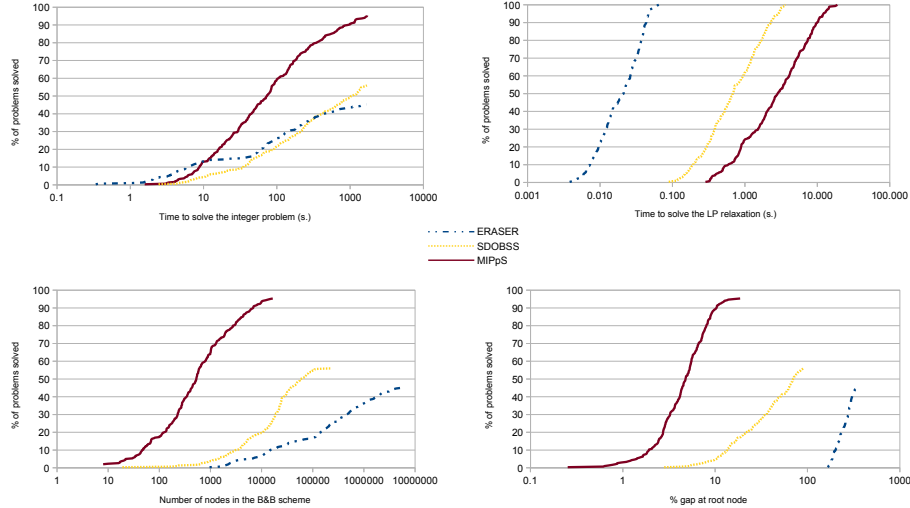 100
90
80
70
60
50
40
30
20
10
0
% of problems solved
0.1 1 10 100 1000 10000
Time to solve the integer problem (s.)
100
90
80
70
60
50
40
30
20
10
0
% of problems solved
0.001 0.010 0.100 1.000 10.000 100.000
Time to solve the LP relaxation (s.)
ERASER
SDOBSS
MIPpS
100
90
80
70
60
50
40
30
20
10
0
% of problems solved
1 10 100 1000 10000 100000 1000000 10000000
Number of nodes in the B&B scheme
100
90
80
70
60
50
40
30
20
10
0
% of problems solved
0.1 1 10 100 1000
% gap at root node